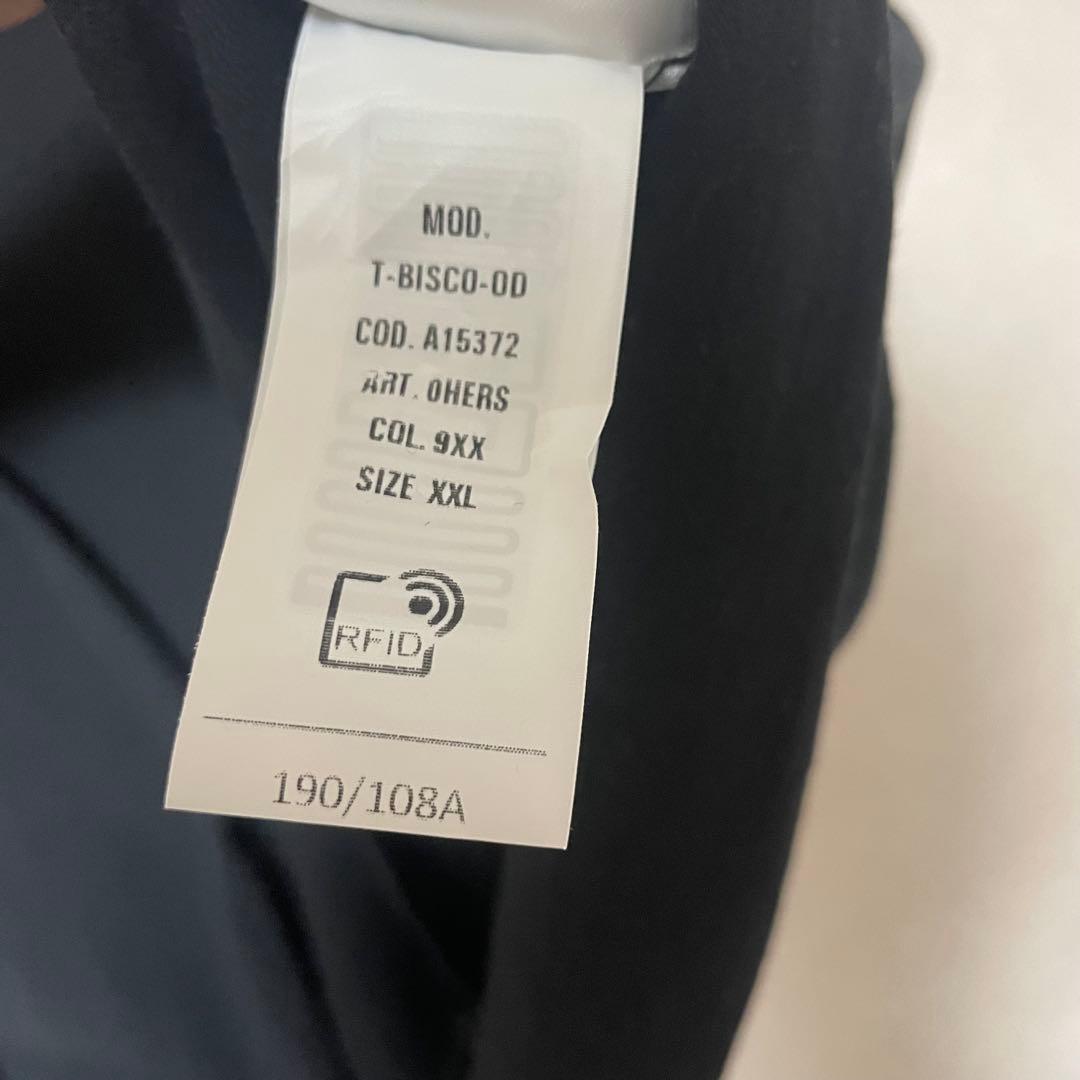 MOD.
T-BISCO-OD
COD. A15372
ART. 0HERS
COL. 9XX
SIZE XXL
RFID
190/108A